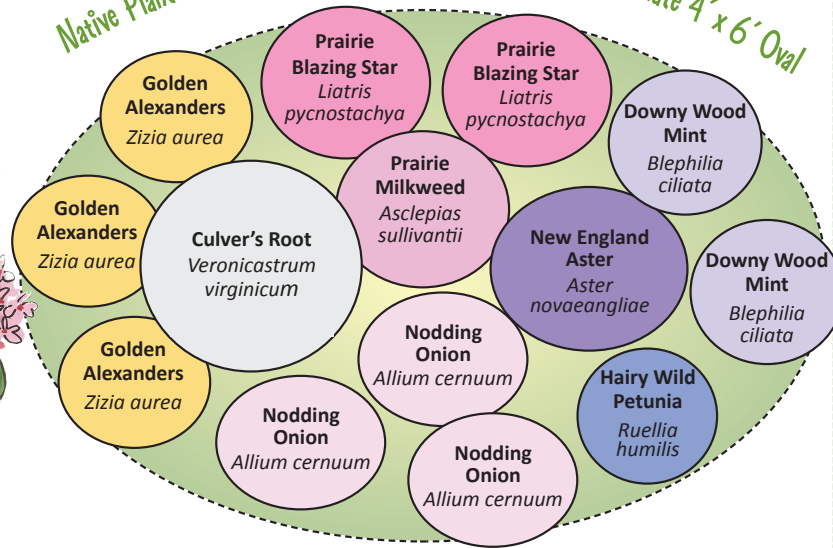 Native Plan
ate 4’ x 6’ Oval
Prairie
Blazing Star
Liatris
pycnostachya
Prairie
Blazing Star
Liatris
pycnostachya
Golden
Alexanders
Zizia aurea
Downy Wood
Mint
Blephilia
ciliata
Prairie
Milkweed
Asclepias
sullivantii
Golden
Alexanders
Zizia aurea
Culver’s Root
Veronicastrum
virginicum
New England
Aster
Aster
novaeangliae
Downy Wood
Mint
Blephilia
ciliata
Golden
Alexanders
Zizia aurea
Nodding
Onion
Allium cernuum
Hairy Wild
Petunia
Ruellia
humilis
Nodding
Onion
Allium cernuum
Nodding
Onion
Allium cernuum